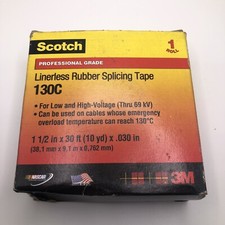 Scotch
1
ROLL
PROFESSIONAL GRADE
Linerless Rubber Splicing Tape
130C
• For Low and High-Voltage (Thru 69 kV)
• Can be used on cables whose emergency
overload temperature can reach 130°C
1 1/2 in x 30 ft (10 yd) x .030 in
(38,1 mm x 9,1 m x 0,762 mm)
NASCAR
3M